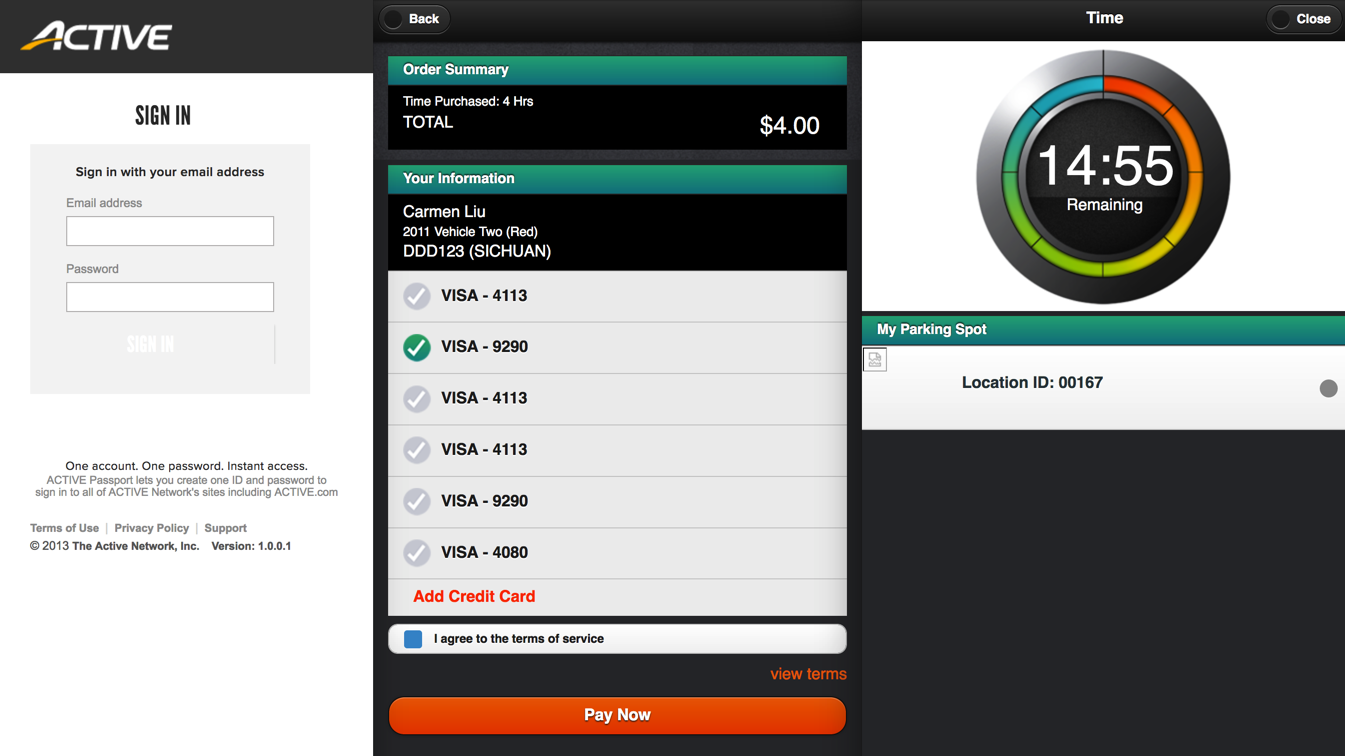 ACTIVE
SIGN IN
Sign in with your email address
Email address
Password
SIGN IN
One account. One password. Instant access.
ACTIVE Passport lets you create one ID and password to
sign in to all of ACTIVE Network's sites including ACTIVE.com
Terms of Use | Privacy Policy | Support
© 2013 The Active Network, Inc. Version: 1.0.0.1
Back
Order Summary
Time Purchased: 4 Hrs
TOTAL $4.00
Your Information
Carmen Liu
2011 Vehicle Two (Red)
DDD123 (SICHUAN)
VISA - 4113
VISA - 9290
VISA - 4113
VISA - 4113
VISA - 9290
VISA - 4080
Add Credit Card
I agree to the terms of service
view terms
Pay Now
Time
Close
14:55
Remaining
My Parking Spot
Location ID: 00167